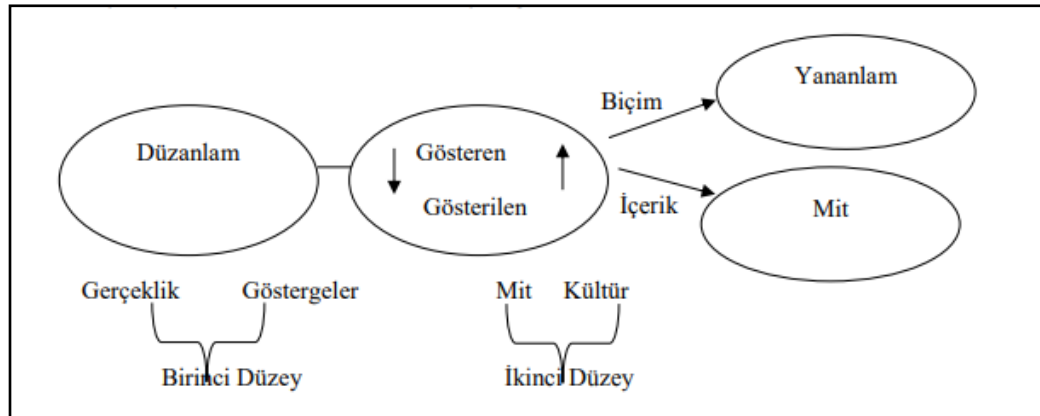 Yananlam
Biçim
Düzanlam
Gösteren
Gösterilen
İçerik
Mit
Gerçeklik Göstergeler
Mit Kültür
Birinci Düzey
İkinci Düzey